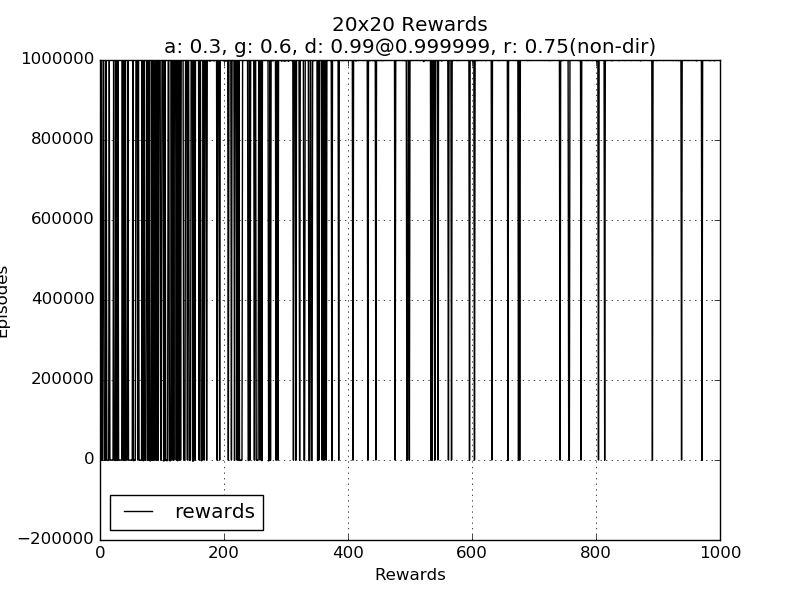 20x20 Rewards
a: 0.3, g: 0.6, d: 0.99@0.999999, r: 0.75(non-dir)
1000000
800000
600000
400000
200000
0
−200000
Episodes
rewards
0 200 400 600 800 1000
Rewards